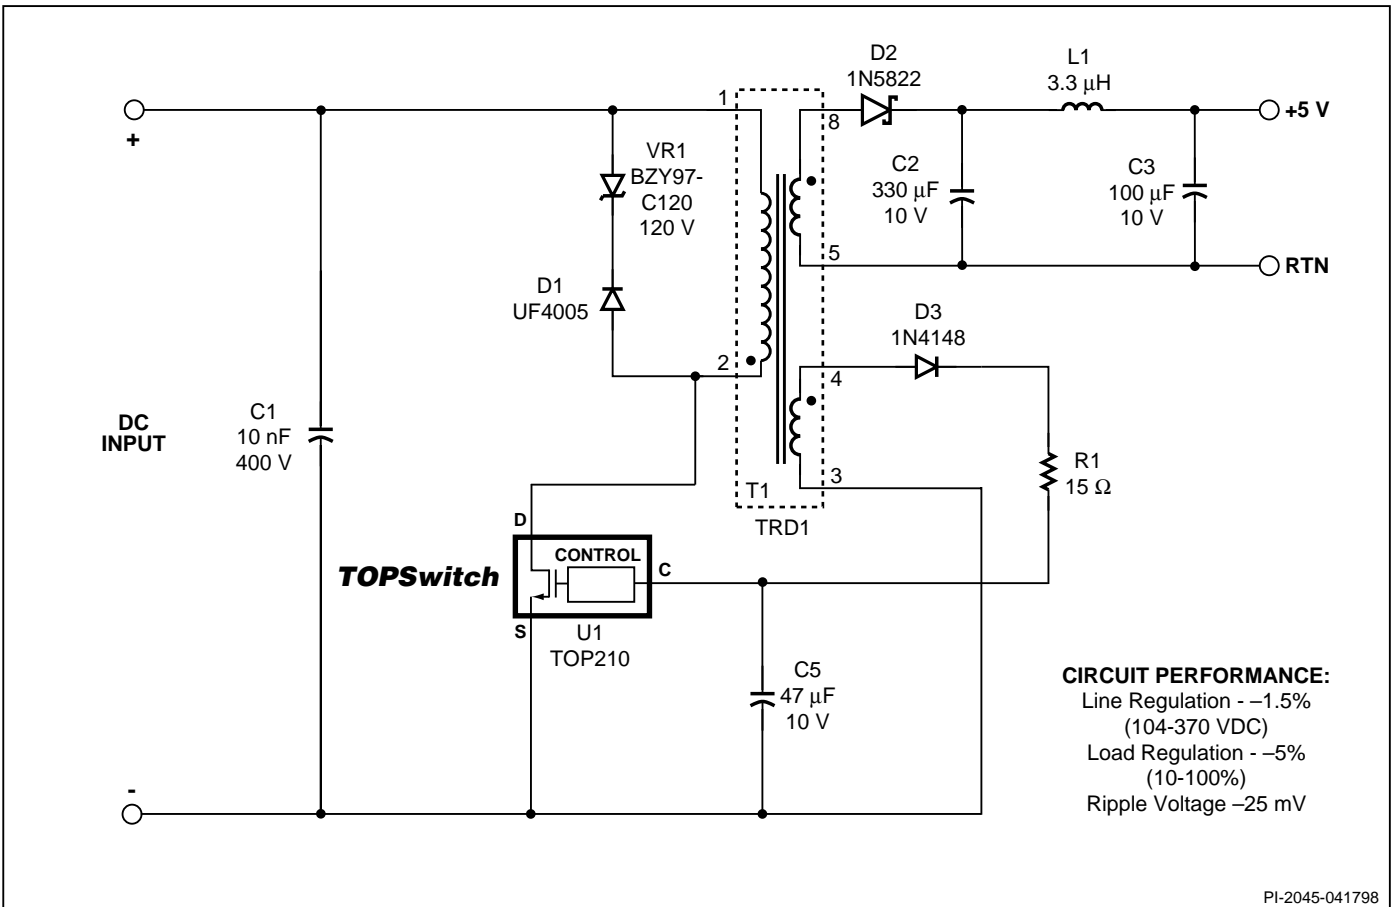 D2
1N5822
L1
3.3 μH
1
8
+5 V
+
VR1
BZY97-
C120
120 V
C2
330 μF
10 V
C3
100 μF
10 V
5
RTN
D1
UF4005
D3
1N4148
2
4
DC
INPUT
C1
10 nF
400 V
R1
15 Ω
3
T1
TRD1
D
CONTROL
C
TOPSwitch
S
U1
TOP210
C5
47 μF
10 V
CIRCUIT PERFORMANCE:
Line Regulation - –1.5%
(104-370 VDC)
Load Regulation - –5%
(10-100%)
Ripple Voltage –25 mV
-
PI-2045-041798